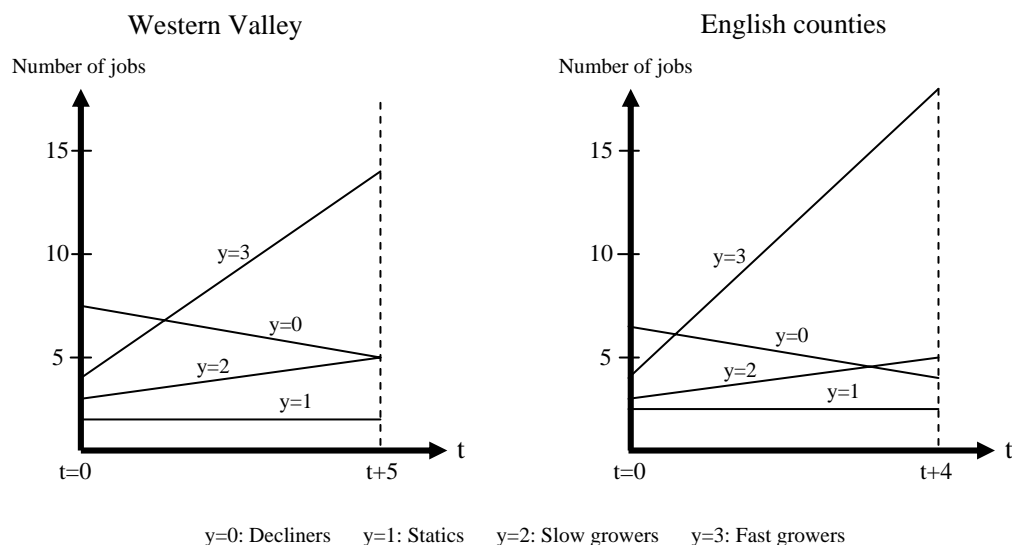 Western Valley
Number of jobs
15
10
5
y=3
y=0
y=2
y=1
t
t=0
t+5
English counties
Number of jobs
15
10
5
y=3
y=0
y=2
y=1
t
t=0
t+4
y=0: Decliners y=1: Statics y=2: Slow growers y=3: Fast growers